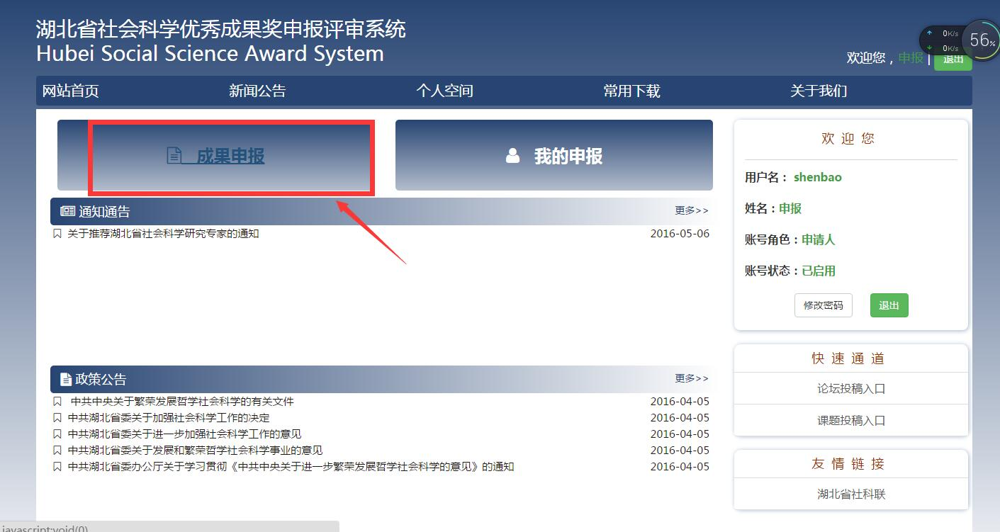 湖北省社会科学优秀成果奖申报评审系统
Hubei Social Science Award System
0K/s
0K/s
56%
欢迎您，申报 | 退出
网站首页 新闻公告 个人空间 常用下载 关于我们
成果申报
我的申报
通知通告 更多>>
关于推荐湖北省社会科学研究专家的通知 2016-05-06
政策公告 更多>>
中共中央关于繁荣发展哲学社会科学的有关文件 2016-04-05
中共湖北省委关于加强社会科学工作的决定 2016-04-05
中共湖北省委关于进一步加强社会科学工作的意见 2016-04-05
中共湖北省委关于发展和繁荣哲学社会科学事业的意见 2016-04-05
中共湖北省委办公厅关于学习贯彻《中共中央关于进一步繁荣发展哲学社会科学的意见》的通知 2016-04-05
欢迎您
用户名： shenbao
姓名：申报
账号角色：申请人
账号状态：已启用
修改密码 退出
快速通道
论坛投稿入口
课题投稿入口
友情链接
湖北省社科联
javascript:void(0)